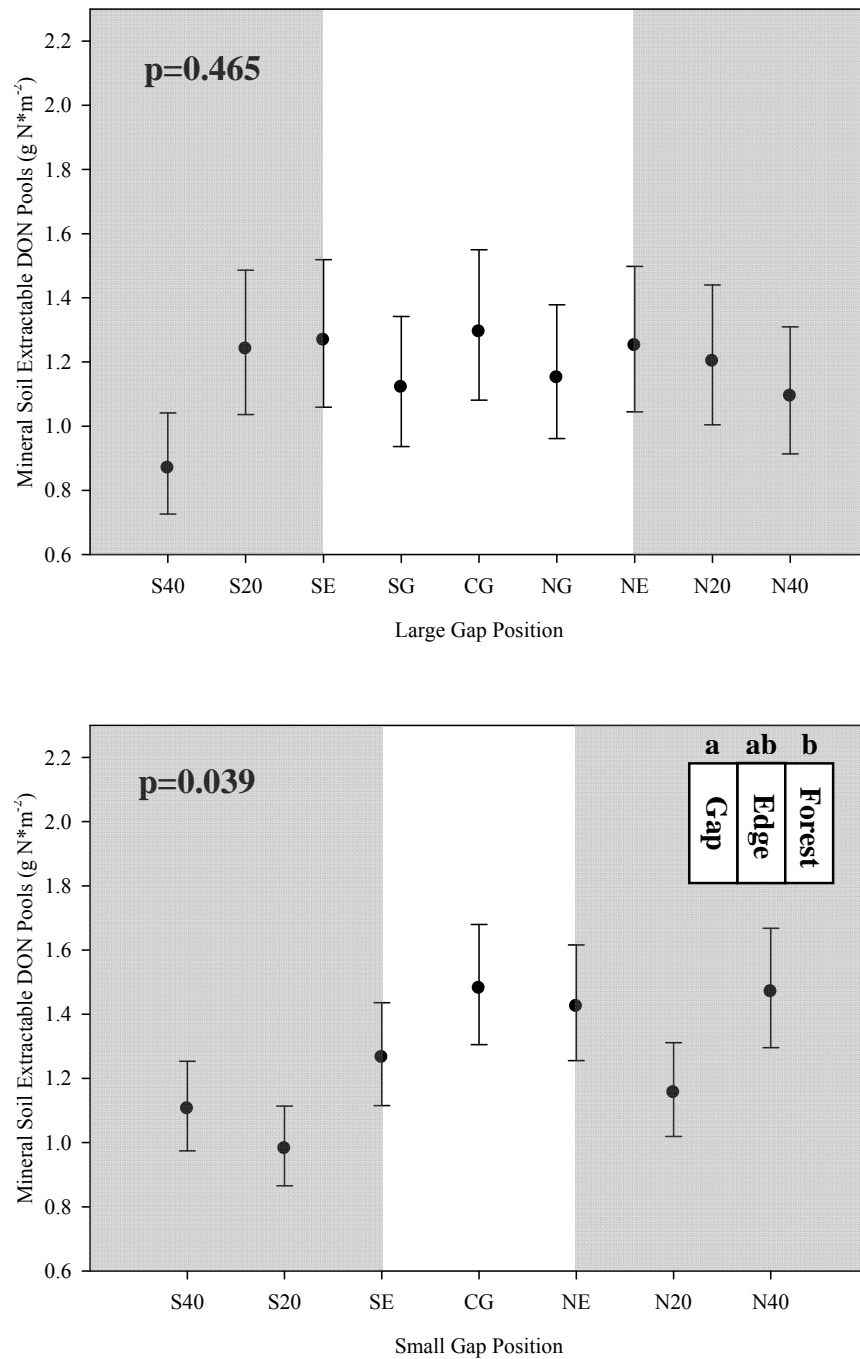 2.2
2.0
1.8
1.6
1.4
1.2
1.0
0.8
0.6
Mineral Soil Extractable DON Pools (g N*m-2)
p=0.465
S40 S20 SE SG CG NG NE N20 N40
Large Gap Position
2.2
2.0
1.8
1.6
1.4
1.2
1.0
0.8
0.6
Mineral Soil Extractable DON Pools (g N*m-2)
p=0.039
a ab b
Gap
Edge
Forest
S40 S20 SE CG NE N20 N40
Small Gap Position